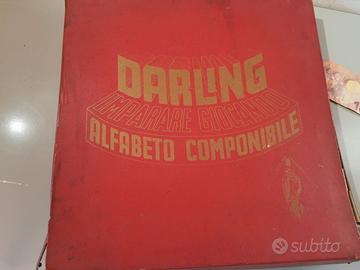 DARLING
IMPARARE GIOCANDO
ALFABETO COMPONIBILE
subito